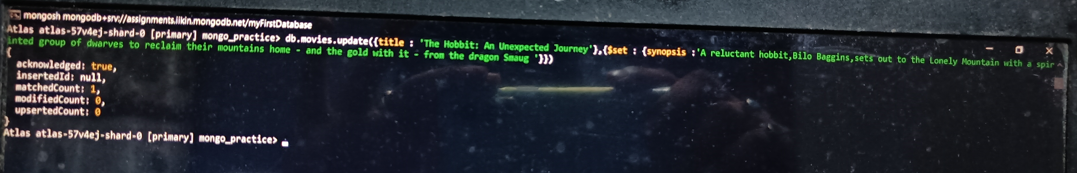 mongosh mongodb+srv://assignments.iikin.mongodb.net/myFirstDatabase
Atlas atlas-57v4ej-shard-0 [primary] mongo_practice> db.movies.update({title : 'The Hobbit: An Unexpected Journey'},{$set : {synopsis :'A reluctant hobbit,Bilo Baggins,sets out to the Lonely Mountain with a spir
inted group of dwarves to reclaim their mountains home - and the gold with it - from the dragon Smaug '}})
{
acknowledged: true,
insertedId: null,
matchedCount: 1,
modifiedCount: 0,
upsertedCount: 0
}
Atlas atlas-57v4ej-shard-0 [primary] mongo_practice>